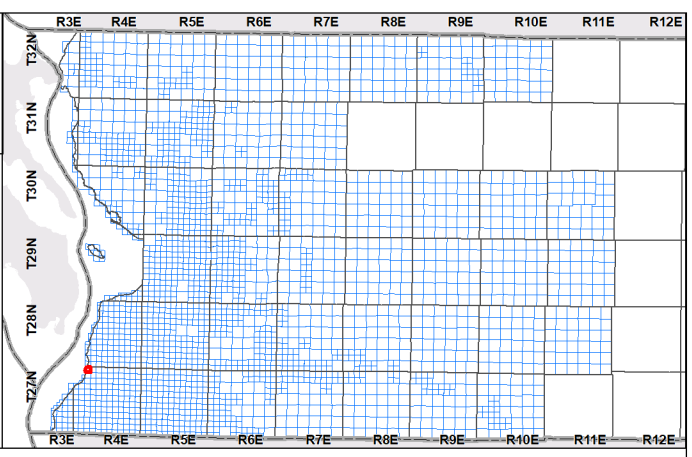 R3E R4E R5E R6E R7E R8E R9E R10E R11E R12E
T32N
T31N
T30N
T29N
T28N
T27N
R3E R4E R5E R6E R7E R8E R9E R10E R11E R12E